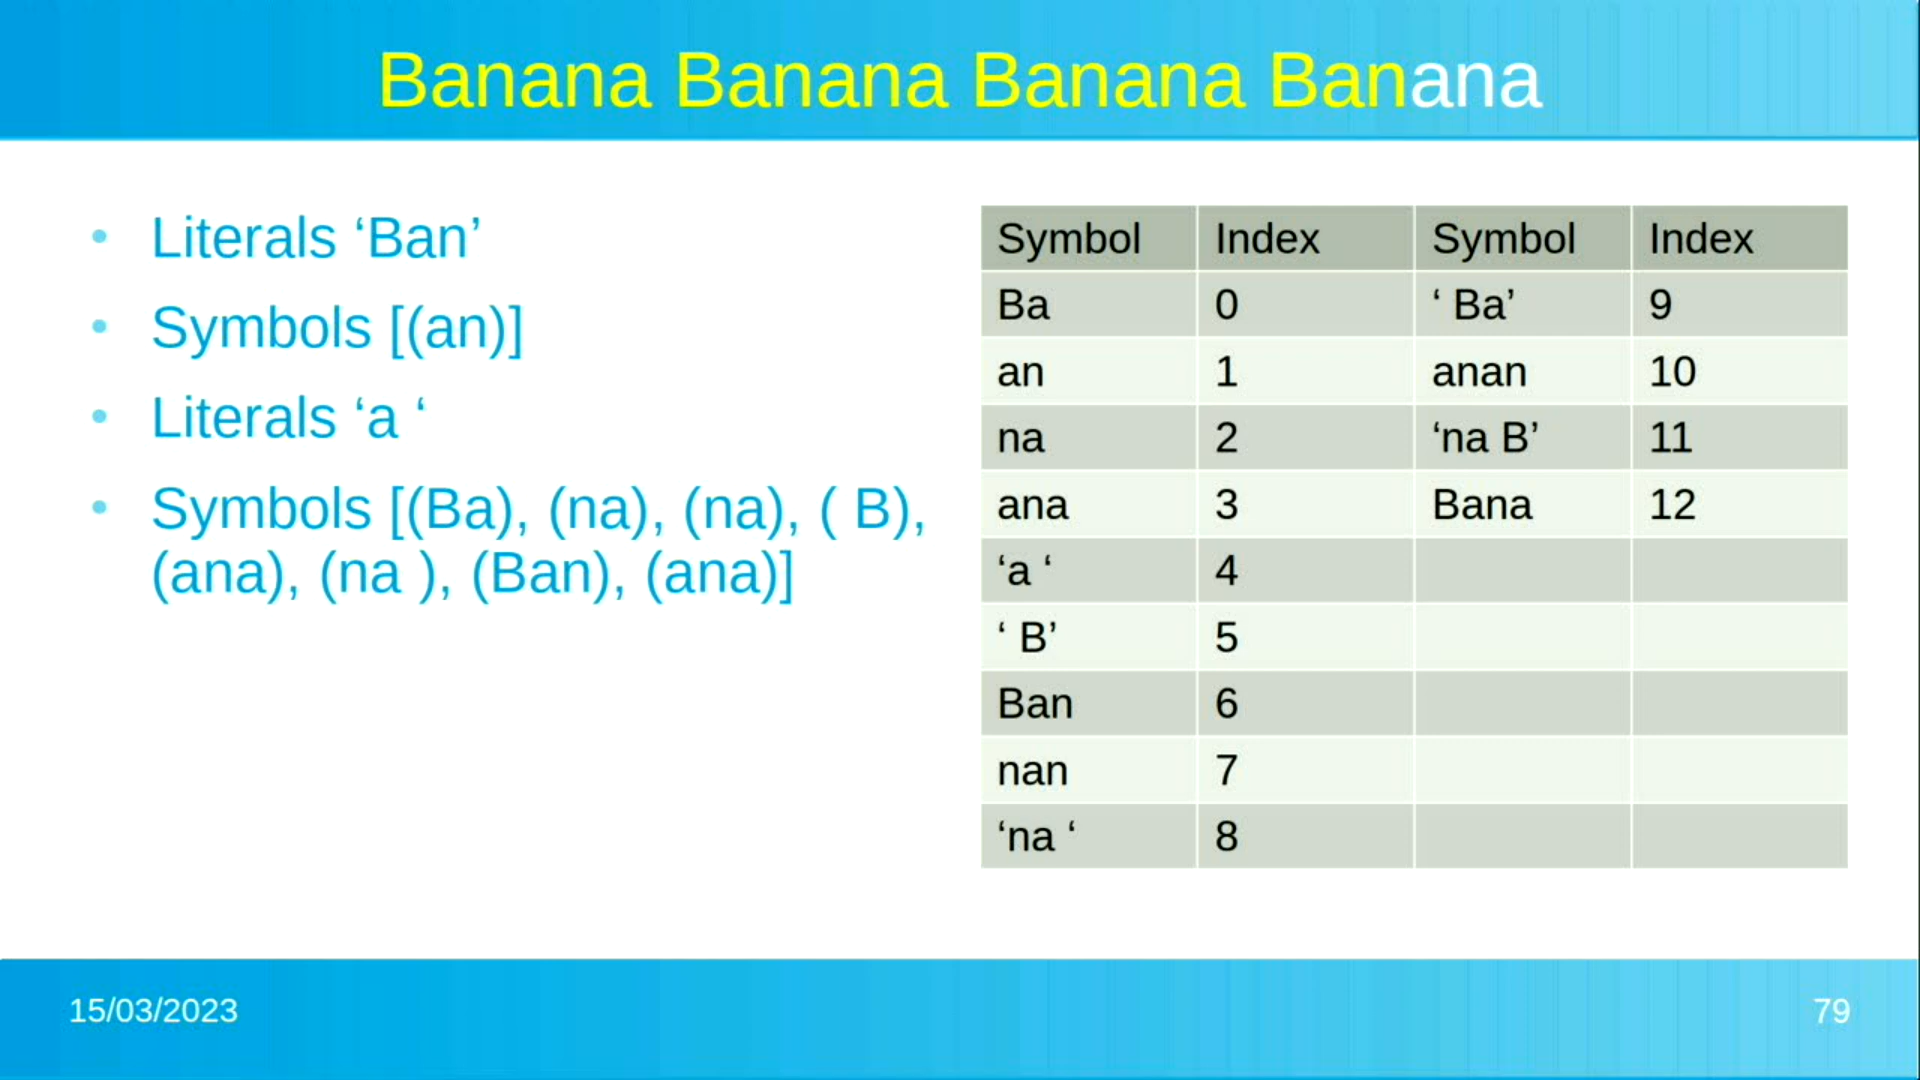 Banana Banana Banana Banana
• Literals ‘Ban’
• Symbols [(an)]
• Literals ‘a ‘
• Symbols [(Ba), (na), (na), ( B),
(ana), (na ), (Ban), (ana)]
Symbol Index Symbol Index
Ba 0 ‘ Ba’ 9
an 1 anan 10
na 2 ‘na B’ 11
ana 3 Bana 12
‘a ‘ 4
‘ B’ 5
Ban 6
nan 7
‘na ‘ 8
15/03/2023
79